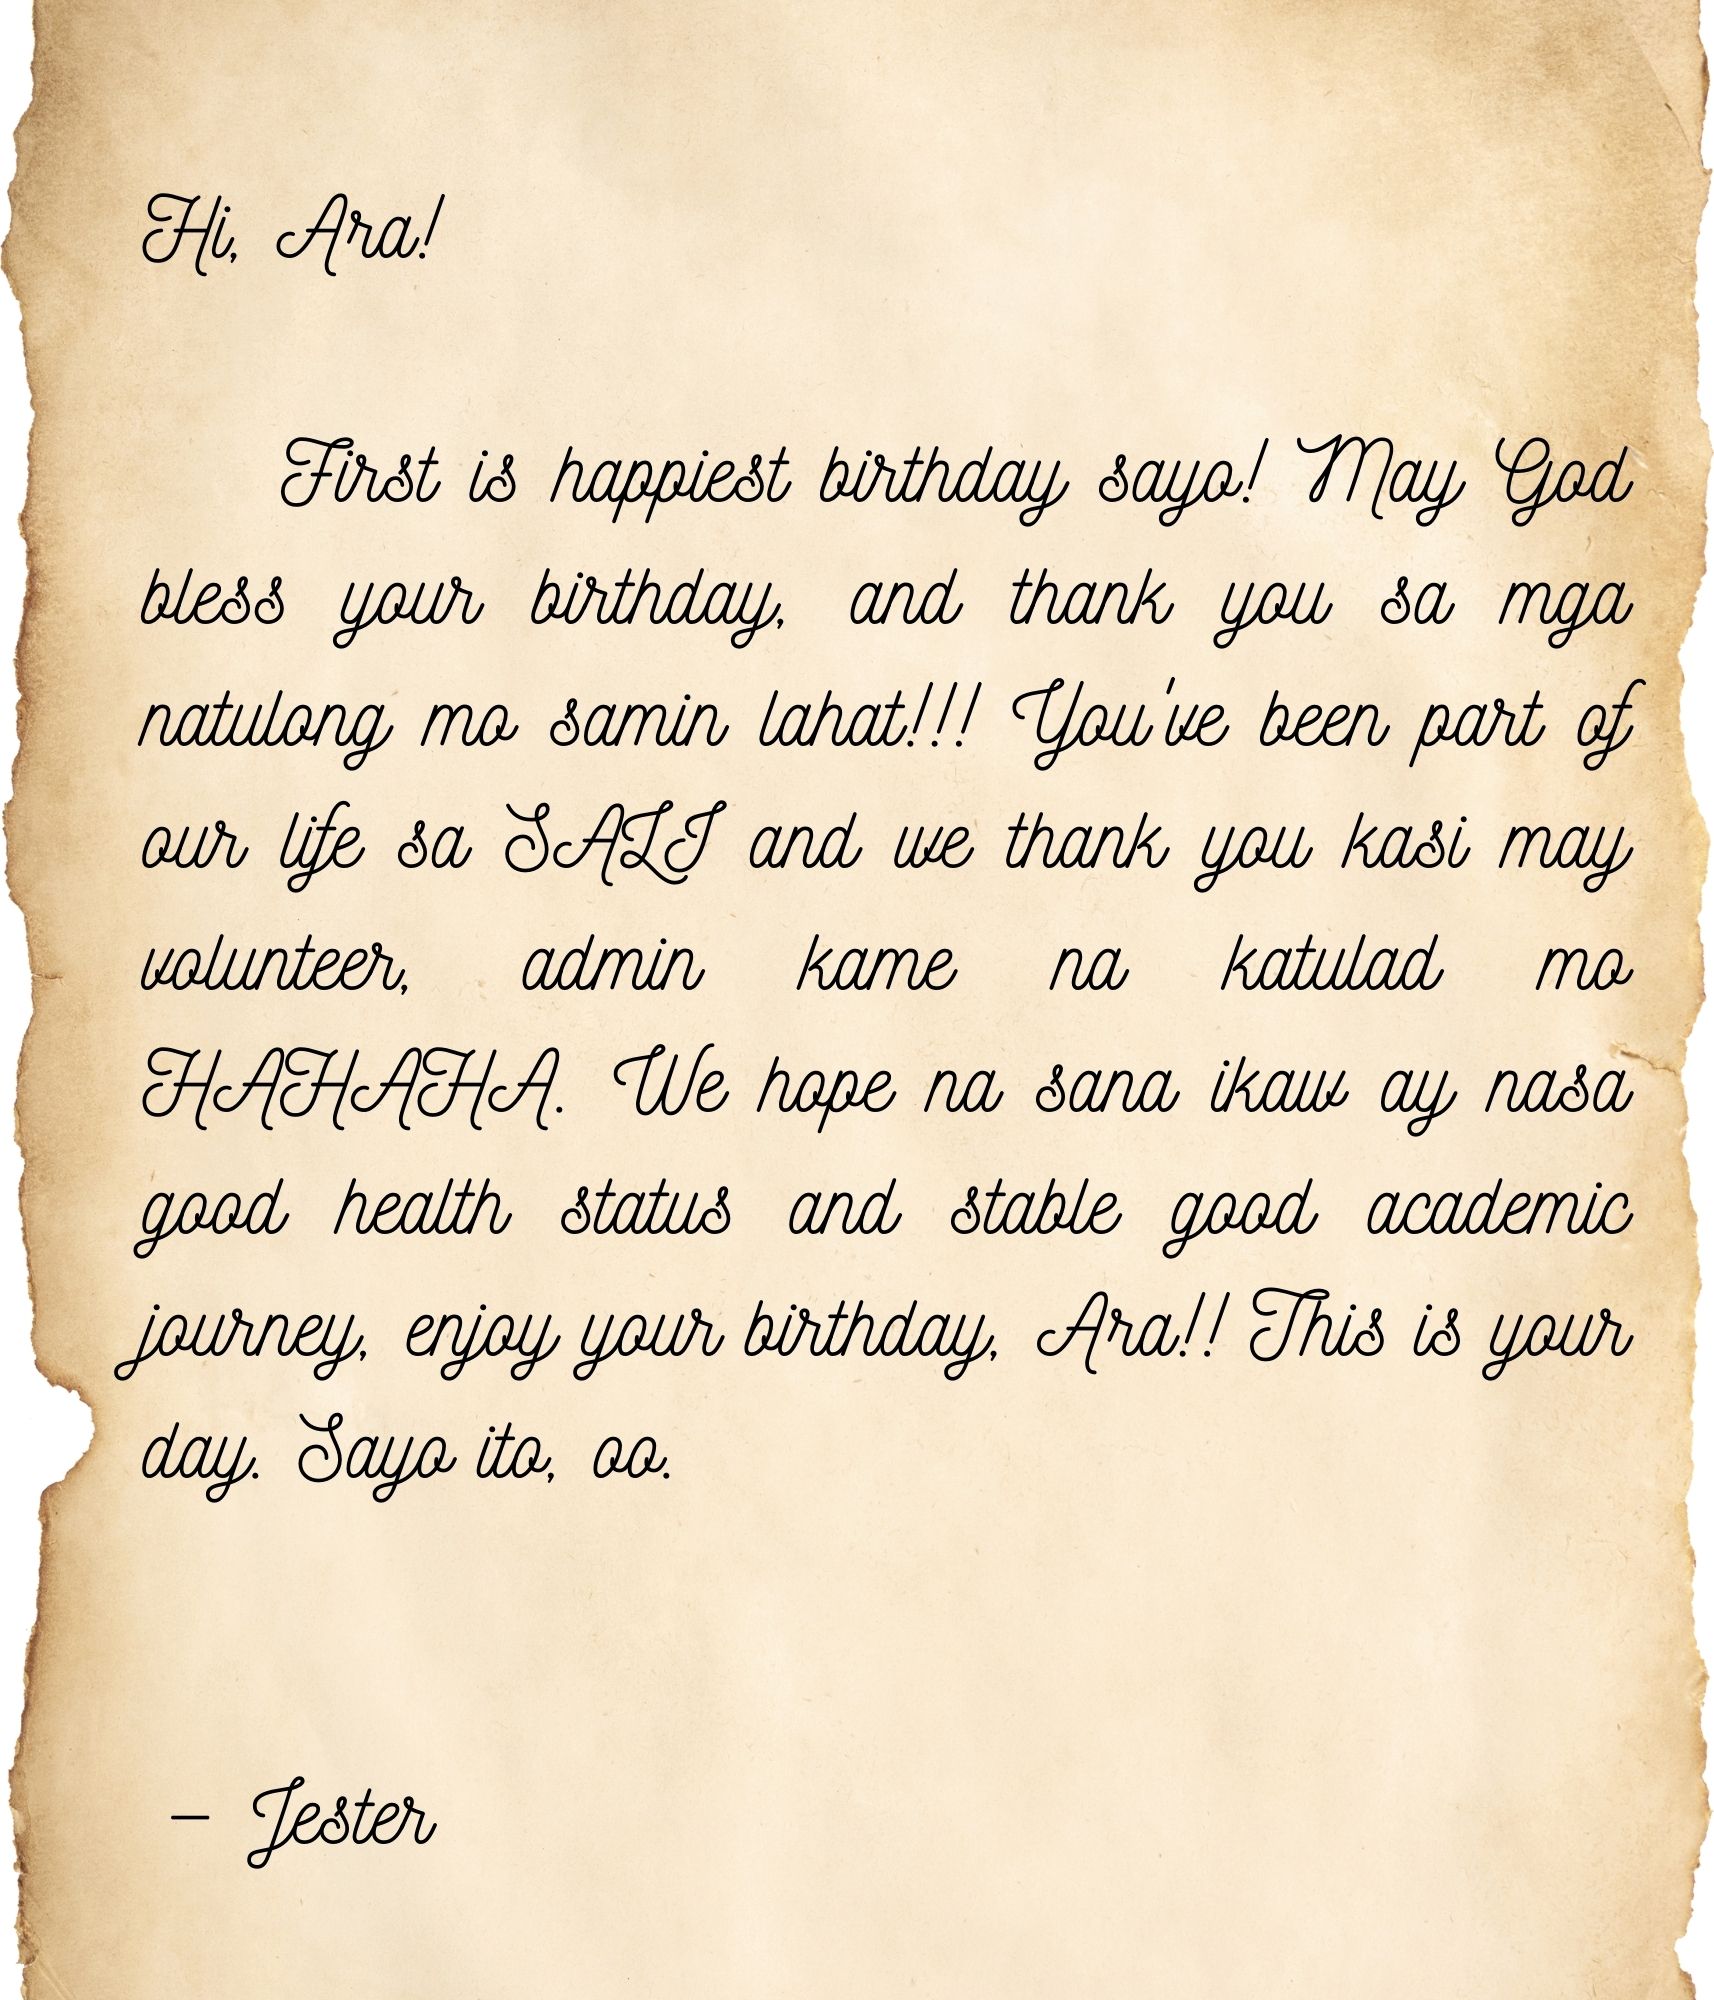 Hi, Ara!
First is happiest birthday sayo! May God
bless your birthday, and thank you sa mga
natulong mo samin lahat!!! You've been part of
our life sa SALI and we thank you kasi may
volunteer, admin kame na katulad mo
HAHAHA. We hope na sana ikaw ay nasa
good health status and stable good academic
journey, enjoy your birthday, Ara!! This is your
day. Sayo ito, oo.
– Jester